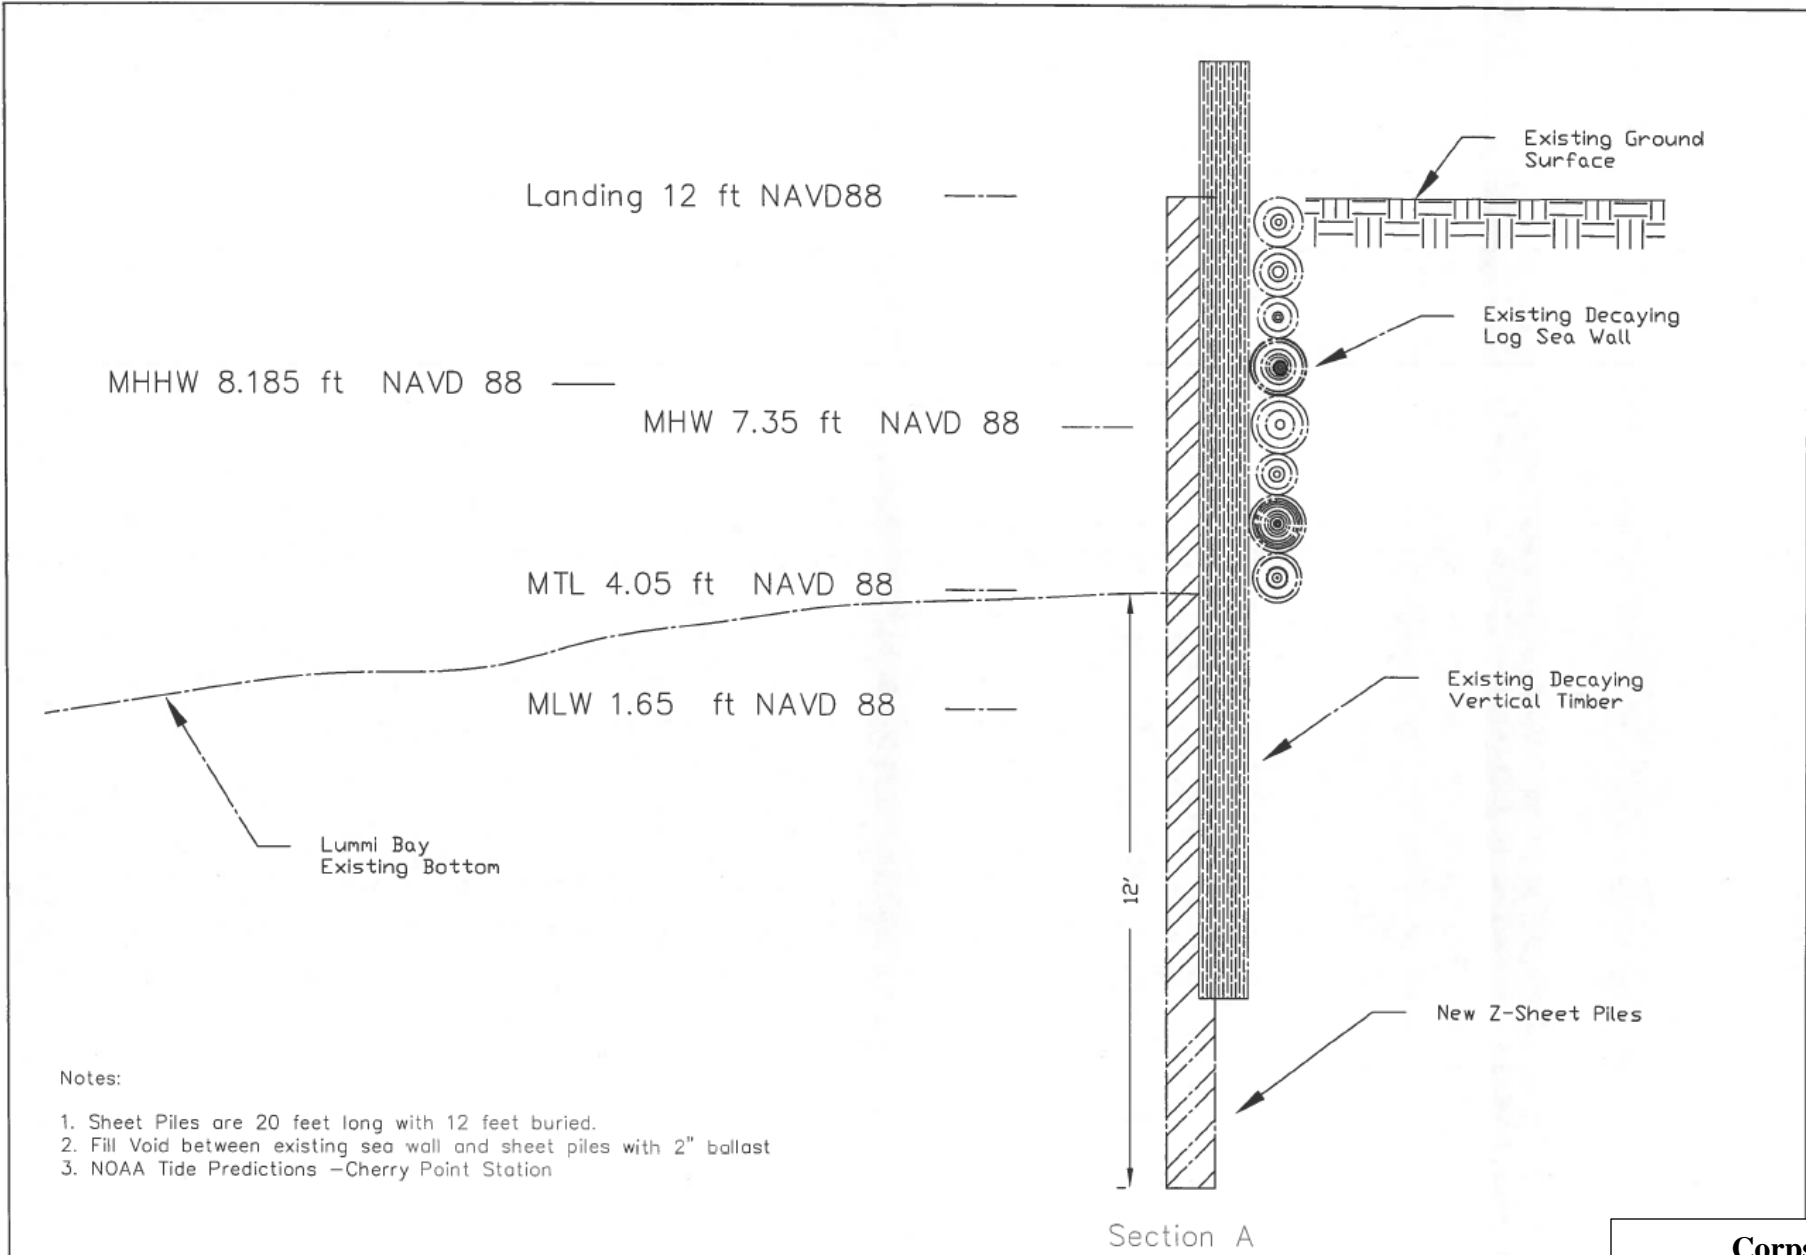 Existing Ground
Surface
Landing 12 ft NAVD88
Existing Decaying
Log Sea Wall
MHHW 8.185 ft NAVD 88
MHW 7.35 ft NAVD 88
MTL 4.05 ft NAVD 88
Existing Decaying
Vertical Timber
MLW 1.65 ft NAVD 88
Lummi Bay
Existing Bottom
12'
New Z-Sheet Piles
Notes:
1. Sheet Piles are 20 feet long with 12 feet buried.
2. Fill Void between existing sea wall and sheet piles with 2" ballast
3. NOAA Tide Predictions -Cherry Point Station
Section A
Corps